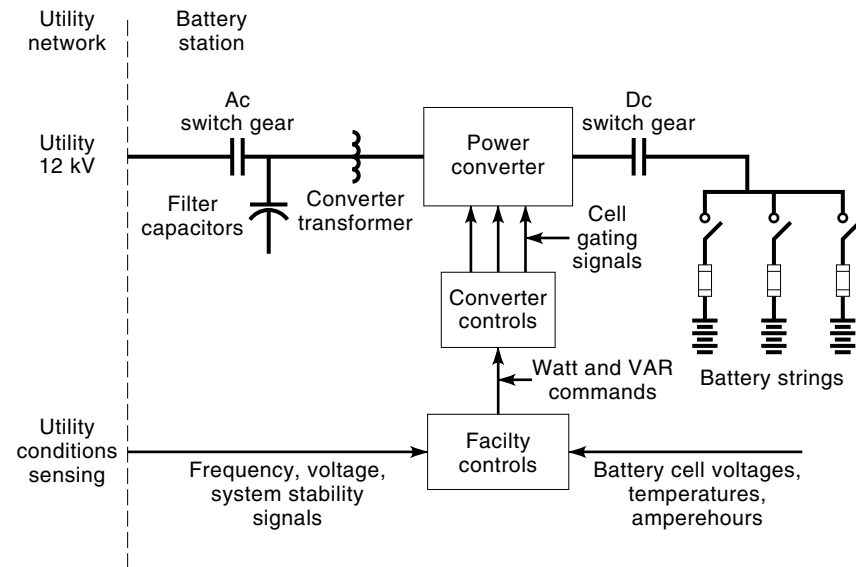 Utility
network
Battery
station
Ac
switch gear
Dc
switch gear
Utility
12 kV
Power
converter
Filter
capacitors
Converter
transformer
Cell
gating
signals
Converter
controls
Watt and VAR
commands
Battery strings
Utility
conditions
sensing
Facilty
controls
Frequency, voltage,
system stability
signals
Battery cell voltages,
temperatures,
amperehours